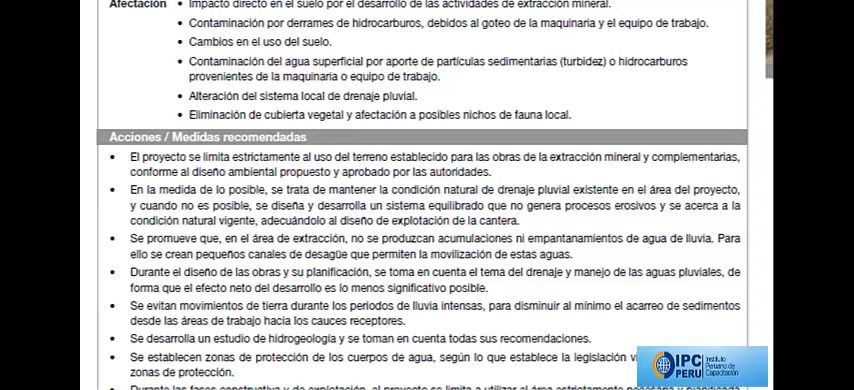 Afectación • Impacto directo en el suelo por el desarrollo de las actividades de extracción mineral.
• Contaminación por derrames de hidrocarburos, debidos al goteo de la maquinaria y el equipo de trabajo.
• Cambios en el uso del suelo.
• Contaminación del agua superficial por aporte de partículas sedimentarias (turbidez) o hidrocarburos
provenientes de la maquinaria o equipo de trabajo.
• Alteración del sistema local de drenaje pluvial.
• Eliminación de cubierta vegetal y afectación a posibles nichos de fauna local.
Acciones / Medidas recomendadas
• El proyecto se limita estrictamente al uso del terreno establecido para las obras de la extracción mineral y complementarias,
conforme al diseño ambiental propuesto y aprobado por las autoridades.
• En la medida de lo posible, se trata de mantener la condición natural de drenaje pluvial existente en el área del proyecto,
y cuando no es posible, se diseña y desarrolla un sistema equilibrado que no genera procesos erosivos y se acerca a la
condición natural vigente, adecuándolo al diseño de explotación de la cantera.
• Se promueve que, en el área de extracción, no se produzcan acumulaciones ni empantanamientos de agua de lluvia. Para
ello se crean pequeños canales de desagüe que permiten la movilización de estas aguas.
• Durante el diseño de las obras y su planificación, se toma en cuenta el tema del drenaje y manejo de las aguas pluviales, de
forma que el efecto neto del desarrollo es lo menos significativo posible.
• Se evitan movimientos de tierra durante los periodos de lluvia intensas, para disminuir al mínimo el acarreo de sedimentos
desde las áreas de trabajo hacia los cauces receptores.
• Se desarrolla un estudio de hidrogeología y se toman en cuenta todas sus recomendaciones.
• Se establecen zonas de protección de los cuerpos de agua, según lo que establece la legislación
zonas de protección.
• Durante las fases constructiva y de explotación, el proyecto se limita a utilizar el área estrictamente
IPC PERU
Instituto
Peruano de
Capacitación